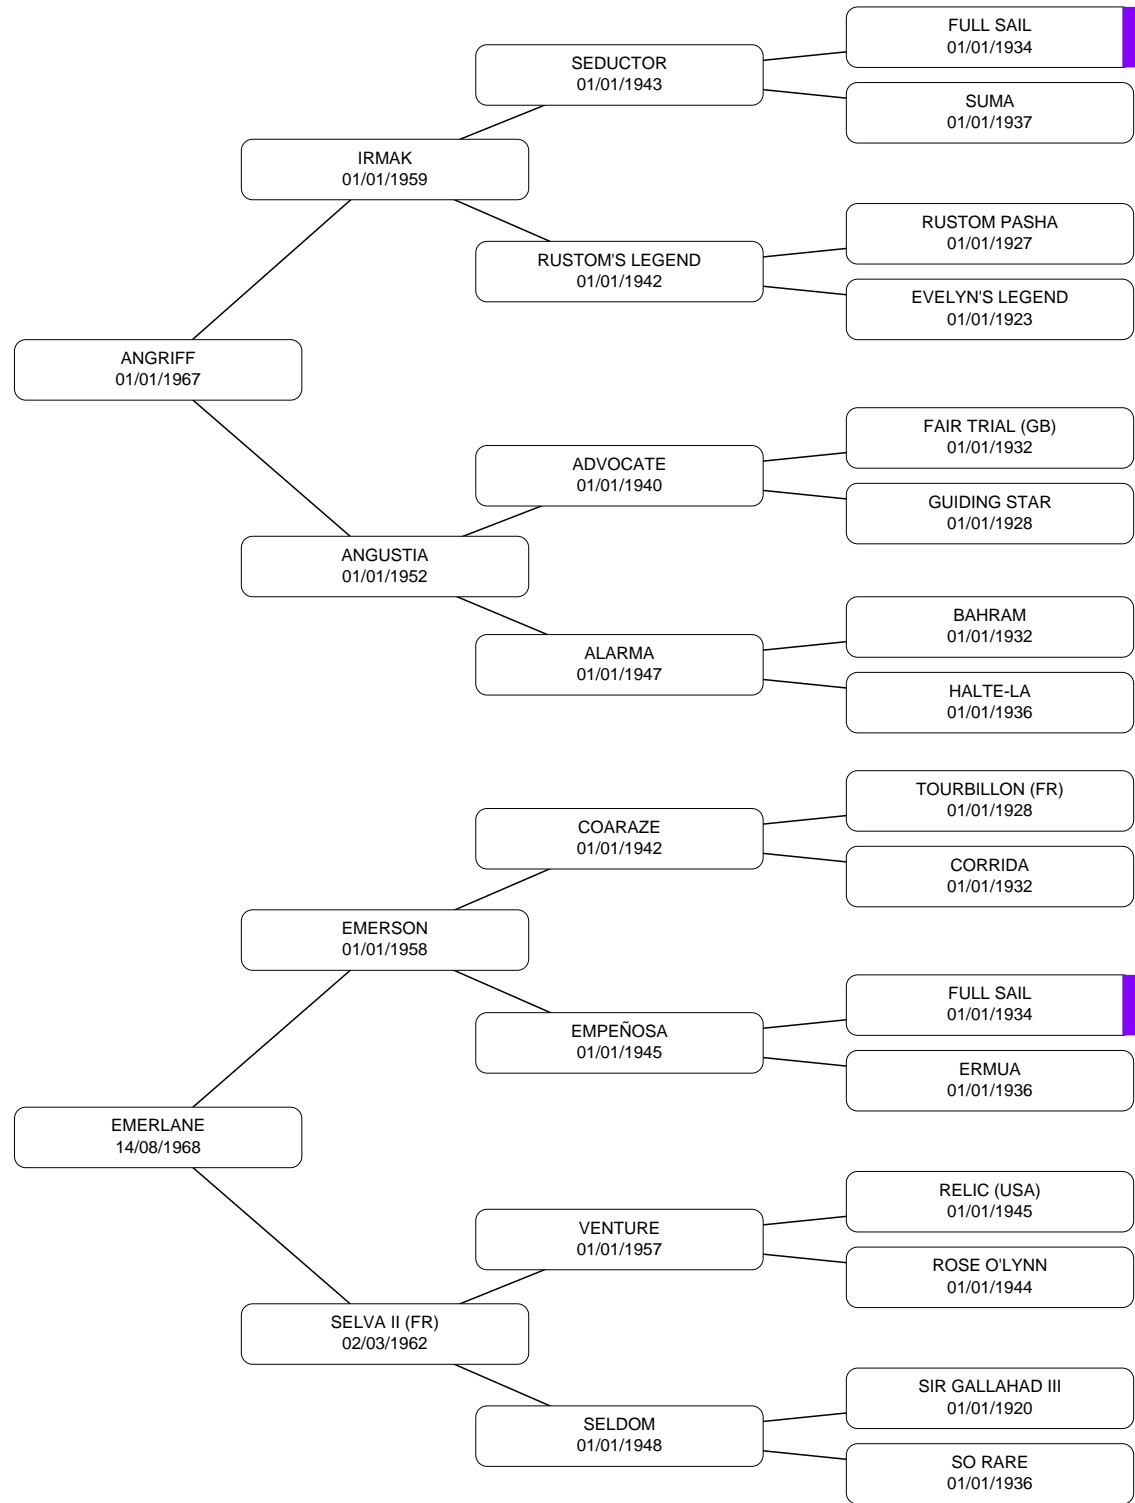 FULL SAIL
01/01/1934
SEDUCTOR
01/01/1943
SUMA
01/01/1937
IRMAK
01/01/1959
RUSTOM PASHA
01/01/1927
RUSTOM'S LEGEND
01/01/1942
EVELYN'S LEGEND
01/01/1923
ANGRIFF
01/01/1967
FAIR TRIAL (GB)
01/01/1932
ADVOCATE
01/01/1940
GUIDING STAR
01/01/1928
ANGUSTIA
01/01/1952
BAHRAM
01/01/1932
ALARMA
01/01/1947
HALTE-LA
01/01/1936
TOURBILLON (FR)
01/01/1928
COARAZE
01/01/1942
CORRIDA
01/01/1932
EMERSON
01/01/1958
FULL SAIL
01/01/1934
EMPEÑOSA
01/01/1945
ERMUA
01/01/1936
EMERLANE
14/08/1968
RELIC (USA)
01/01/1945
VENTURE
01/01/1957
ROSE O'LYNN
01/01/1944
SELVA II (FR)
02/03/1962
SIR GALLAHAD III
01/01/1920
SELDOM
01/01/1948
SO RARE
01/01/1936